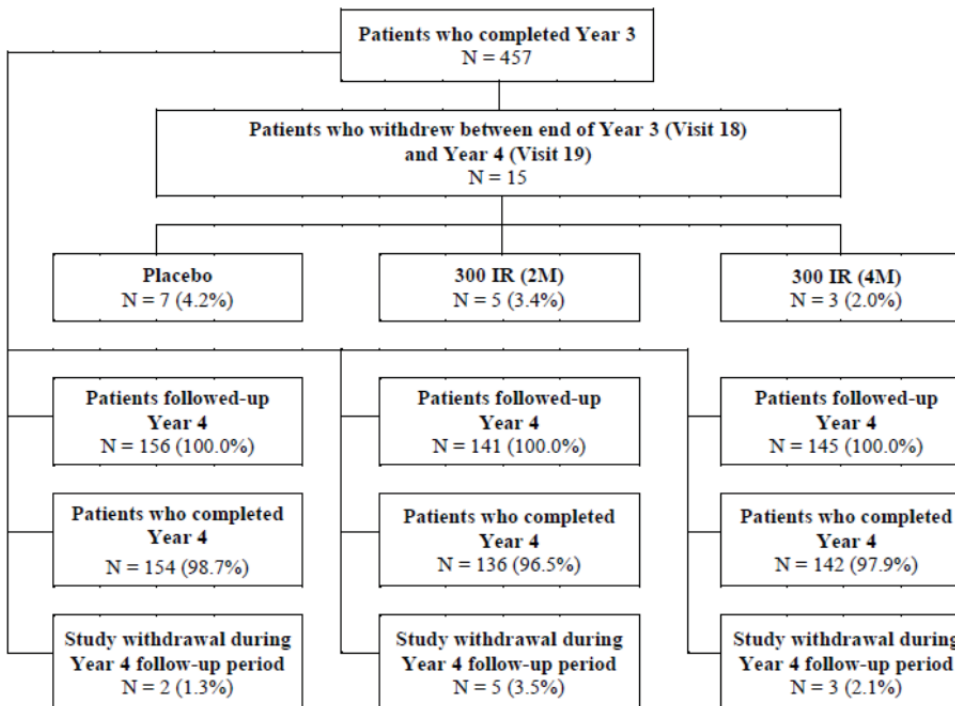 Patients who completed Year 3
N = 457
Patients who withdrew between end of Year 3 (Visit 18)
and Year 4 (Visit 19)
N = 15
Placebo
N = 7 (4.2%)
300 IR (2M)
N = 5 (3.4%)
300 IR (4M)
N = 3 (2.0%)
Patients followed-up
Year 4
N = 156 (100.0%)
Patients followed-up
Year 4
N = 141 (100.0%)
Patients followed-up
Year 4
N = 145 (100.0%)
Patients who completed
Year 4
N = 154 (98.7%)
Patients who completed
Year 4
N = 136 (96.5%)
Patients who completed
Year 4
N = 142 (97.9%)
Study withdrawal during
Year 4 follow-up period
N = 2 (1.3%)
Study withdrawal during
Year 4 follow-up period
N = 5 (3.5%)
Study withdrawal during
Year 4 follow-up period
N = 3 (2.1%)